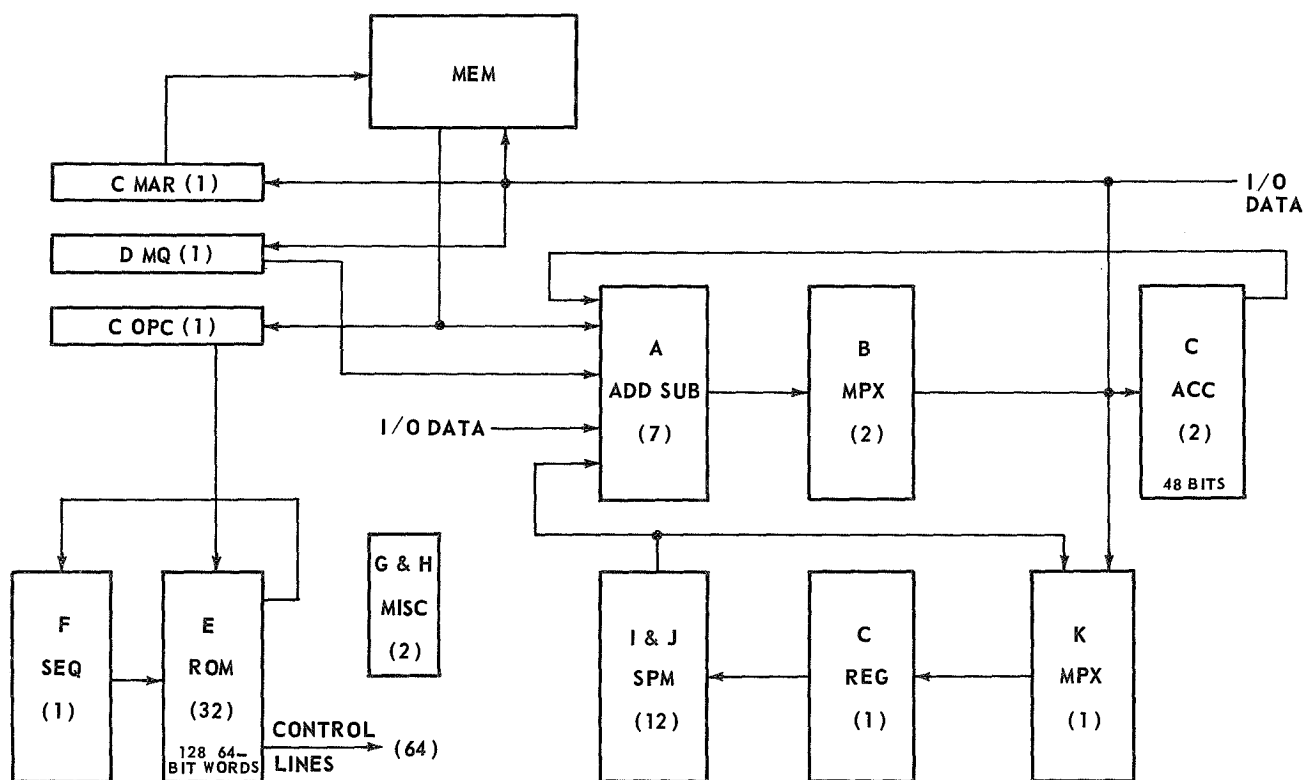 MEM
C MAR (1)
I/O
DATA
D MQ (1)
C OPC (1)
A
ADD SUB
(7)
B
MPX
(2)
C
ACC
(2)
48 BITS
I/O DATA
F
SEQ
(1)
E
ROM
(32)
128 64–
BIT WORDS
CONTROL
LINES
(64)
G & H
MISC
(2)
I & J
SPM
(12)
C
REG
(1)
K
MPX
(1)